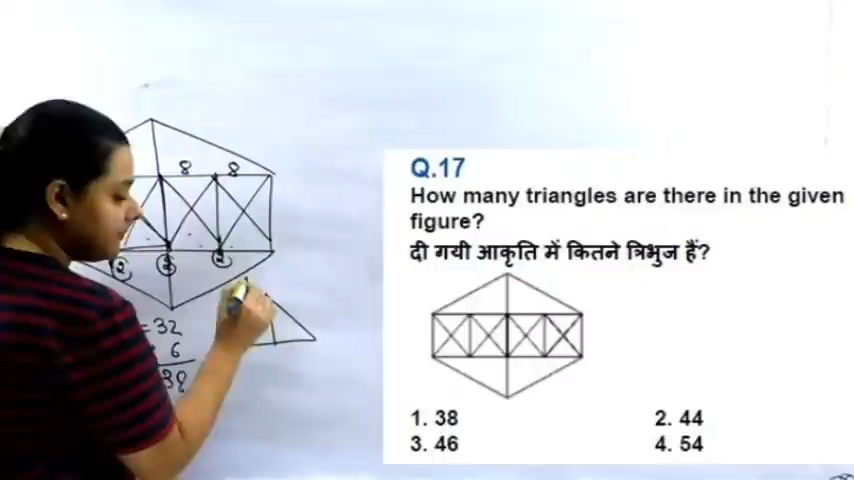 8 8
2 2 2
=32
6
38
Q.17
How many triangles are there in the given
figure?
दी गयी आकृति में कितने त्रिभुज हैं?
1. 38 2. 44
3. 46 4. 54